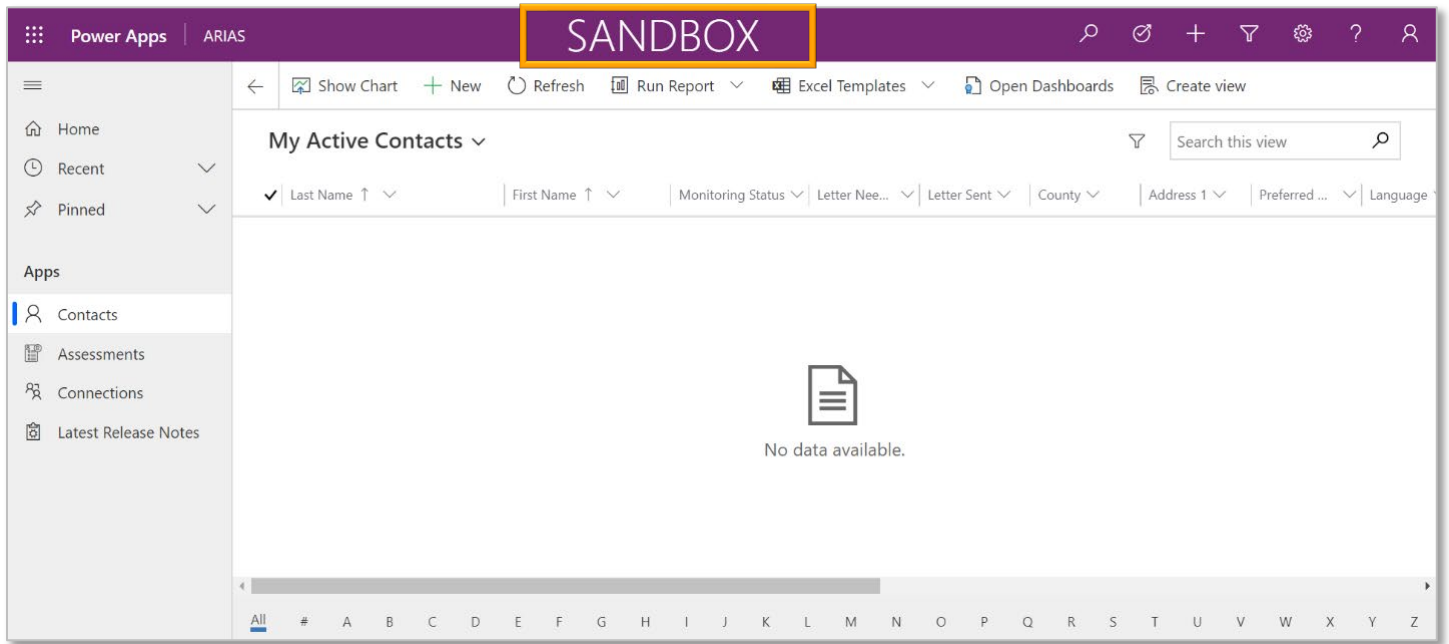 Power Apps ARIAS SANDBOX ?
Show Chart New Refresh Run Report Excel Templates Open Dashboards Create view
Home
Recent
Pinned
Apps
Contacts
Assessments
Connections
Latest Release Notes
My Active Contacts Search this view
Last Name ↑ First Name ↑ Monitoring Status Letter Nee... Letter Sent County Address 1 Preferred ... Language
No data available.
All # A B C D E F G H I J K L M N O P Q R S T U V W X Y Z